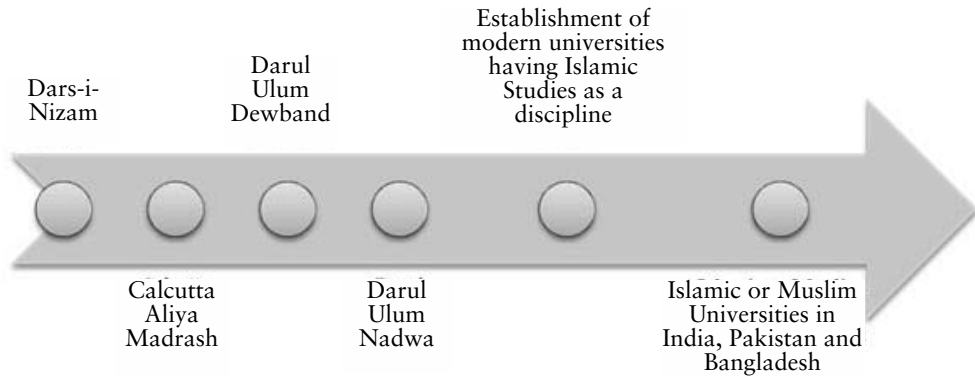 Dars-i-
Nizam
Calcutta
Aliya
Madrash
Darul
Ulum
Dewband
Darul
Ulum
Nadwa
Establishment of
modern universities
having Islamic
Studies as a
discipline
Islamic or Muslim
Universities in
India, Pakistan and
Bangladesh